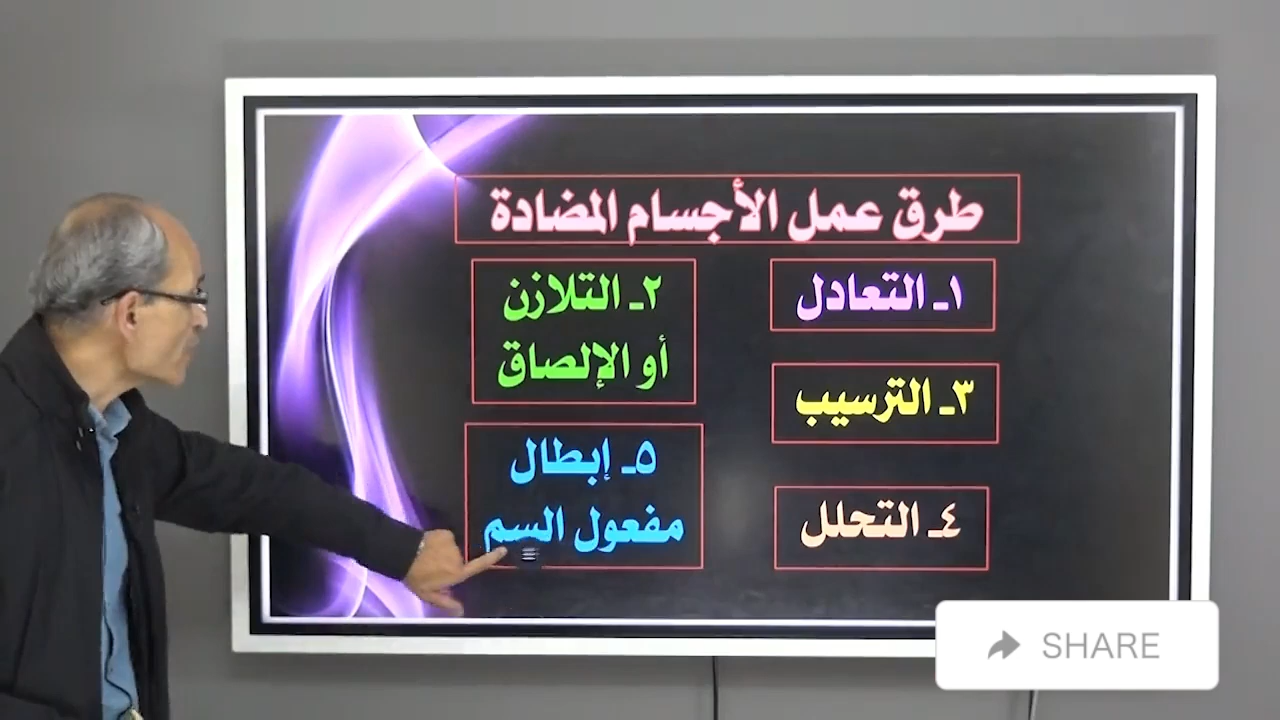 طرق عمل الأجسام المضادة
١ـ التعادل
٢ـ التلازن
أو الإلصاق
٣ـ الترسيب
٤ـ التحلل
٥ـ إبطال
مفعول السم
SHARE